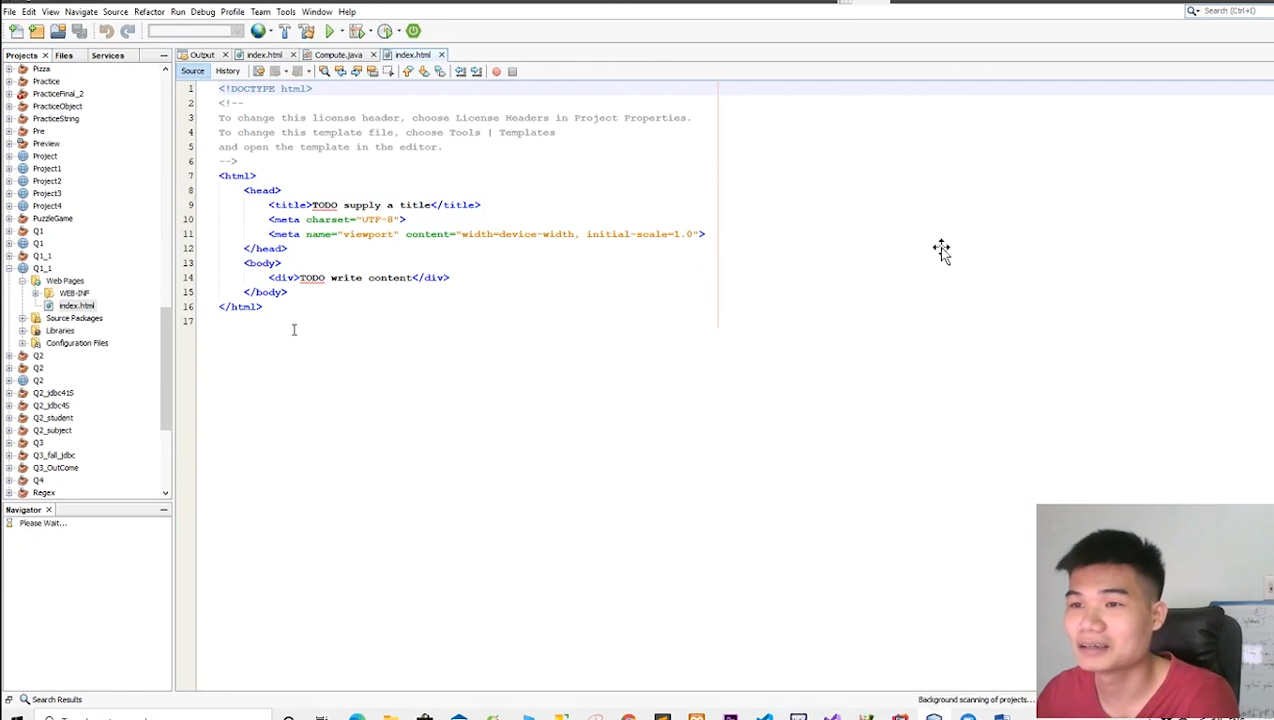 File Edit View Navigate Source Refactor Run Debug Profile Team Tools Window Help
Search (Ctrl+I)
Projects Files Services
Output index.html Compute.java index.html
Source History
Pizza
Practice
PracticeFinal_2
PracticeObject
PracticeString
Pre
Preview
Project
Project1
Project2
Project3
Project4
PuzzleGame
Q1
Q1
Q1_1
Q1_1
Web Pages
WEB-INF
index.html
Source Packages
Libraries
Configuration Files
Q2
Q2
Q2
Q2_jdbc41S
Q2_jdbc4S
Q2_student
Q2_subject
Q3
Q3_fall_jdbc
Q3_OutCome
Q4
Regex
1 <!DOCTYPE html>
2 <!--
3 To change this license header, choose License Headers in Project Properties.
4 To change this template file, choose Tools | Templates
5 and open the template in the editor.
6 -->
7 <html>
8 <head>
9 <title>TODO supply a title</title>
10 <meta charset="UTF-8">
11 <meta name="viewport" content="width=device-width, initial-scale=1.0">
12 </head>
13 <body>
14 <div>TODO write content</div>
15 </body>
16 </html>
17
Navigator
Please Wait...
Search Results
Background scanning of projects...